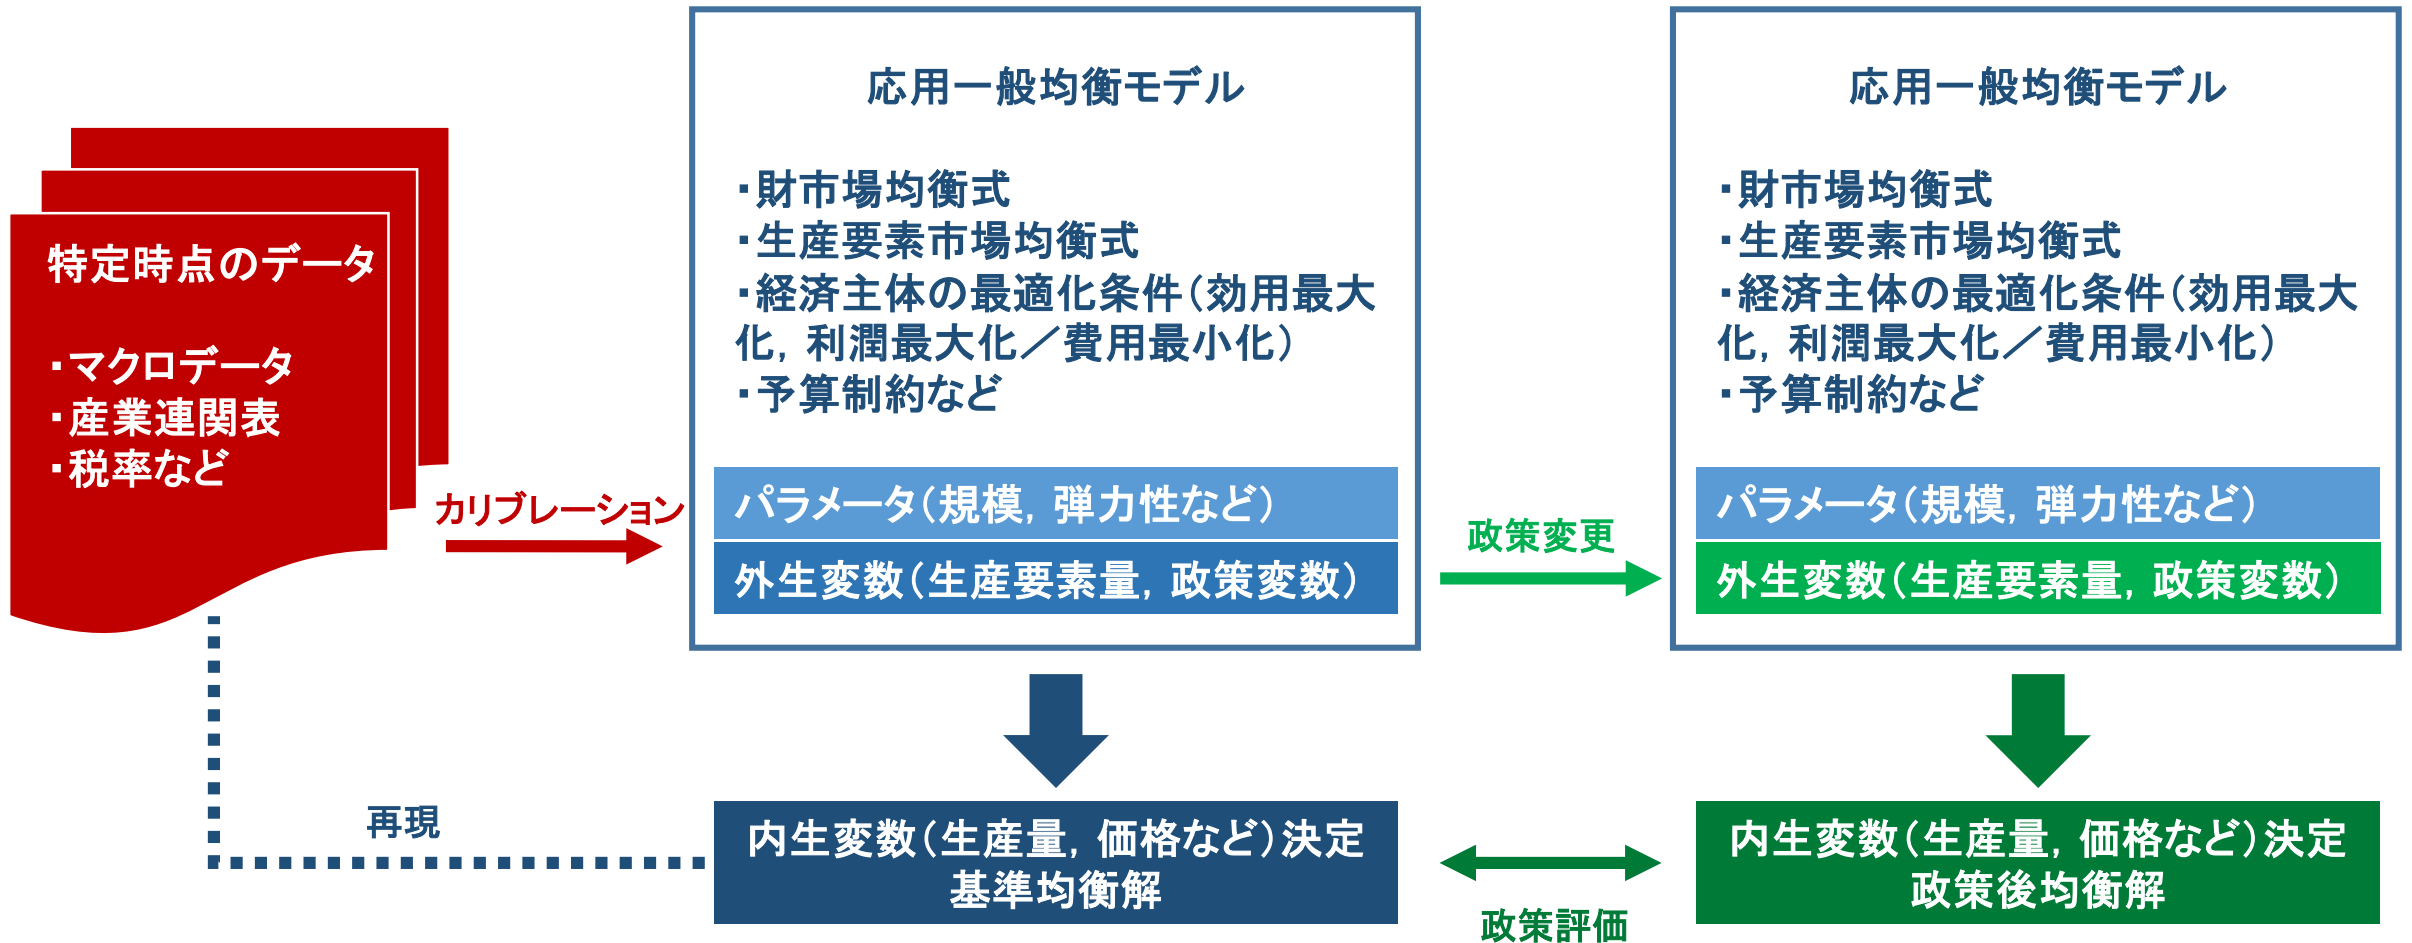 特定時点のデータ
・マクロデータ
・産業連関表
・税率など
カリブレーション
応用一般均衡モデル
・財市場均衡式
・生産要素市場均衡式
・経済主体の最適化条件（効用最大
化，利潤最大化／費用最小化）
・予算制約など
パラメータ（規模，弾力性など）
外生変数（生産要素量，政策変数）
政策変更
応用一般均衡モデル
・財市場均衡式
・生産要素市場均衡式
・経済主体の最適化条件（効用最大
化，利潤最大化／費用最小化）
・予算制約など
パラメータ（規模，弾力性など）
外生変数（生産要素量，政策変数）
再現
内生変数（生産量，価格など）決定
基準均衡解
政策評価
内生変数（生産量，価格など）決定
政策後均衡解